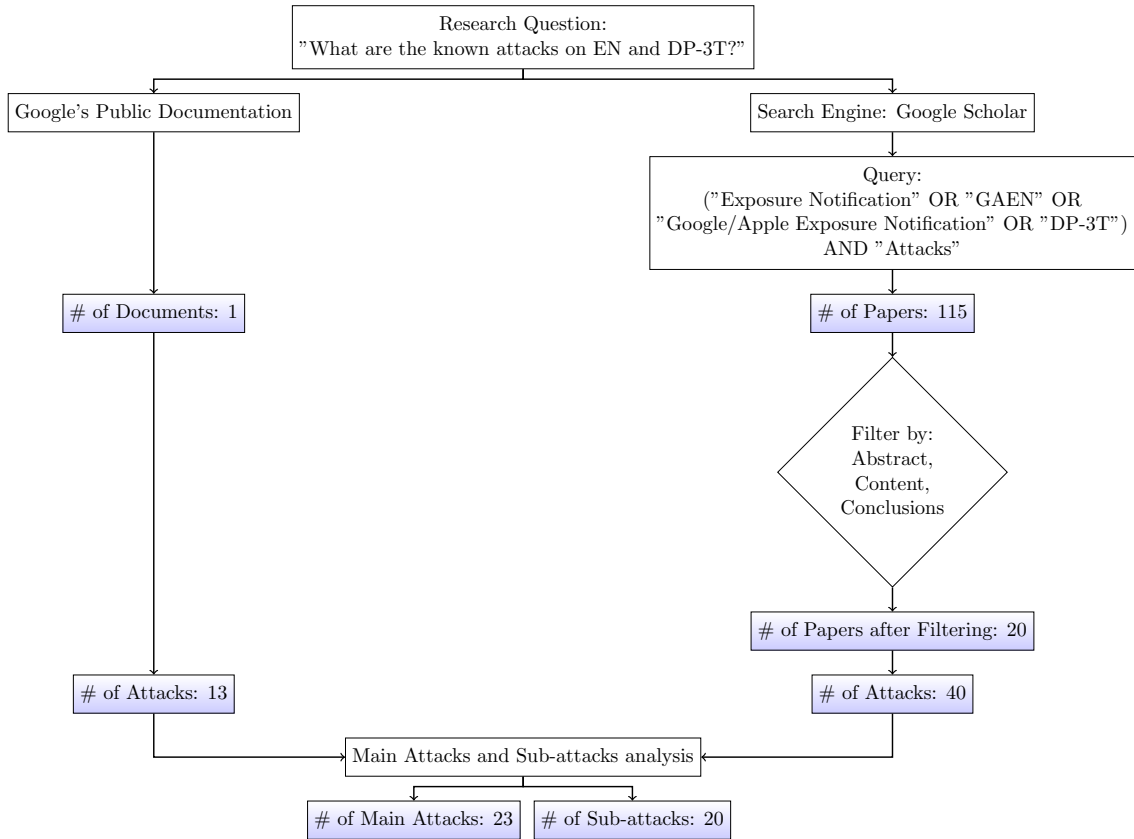 Research Question:
”What are the known attacks on EN and DP-3T?”
Google's Public Documentation
Search Engine: Google Scholar
Query:
(”Exposure Notification” OR ”GAEN” OR
”Google/Apple Exposure Notification” OR ”DP-3T”)
AND ”Attacks”
# of Documents: 1
# of Papers: 115
Filter by:
Abstract,
Content,
Conclusions
# of Papers after Filtering: 20
# of Attacks: 13
# of Attacks: 40
Main Attacks and Sub-attacks analysis
# of Main Attacks: 23
# of Sub-attacks: 20